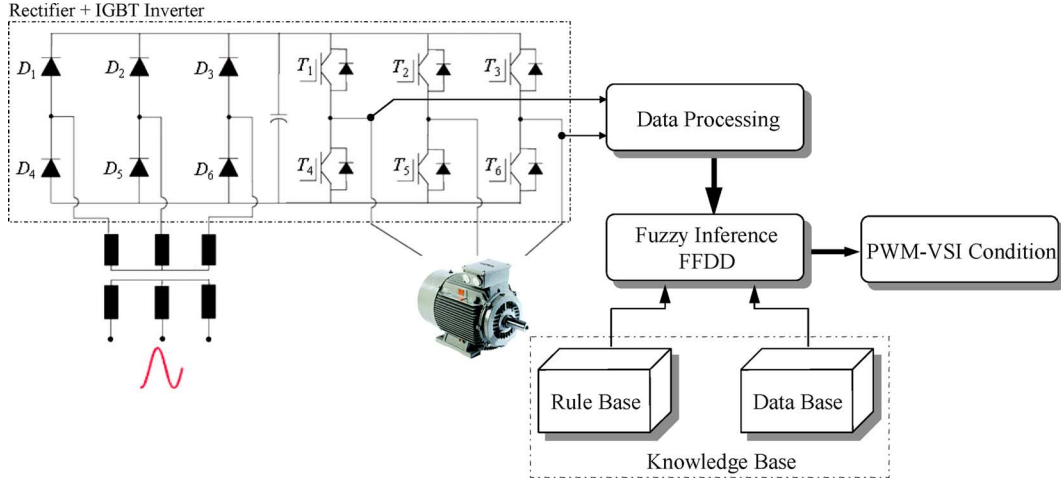 Rectifier + IGBT Inverter
D1 D2 D3 T1 T2 T3
D4 D5 D6 T4 T5 T6
Data Processing
Fuzzy Inference
FFDD
PWM-VSI Condition
Rule Base
Data Base
Knowledge Base